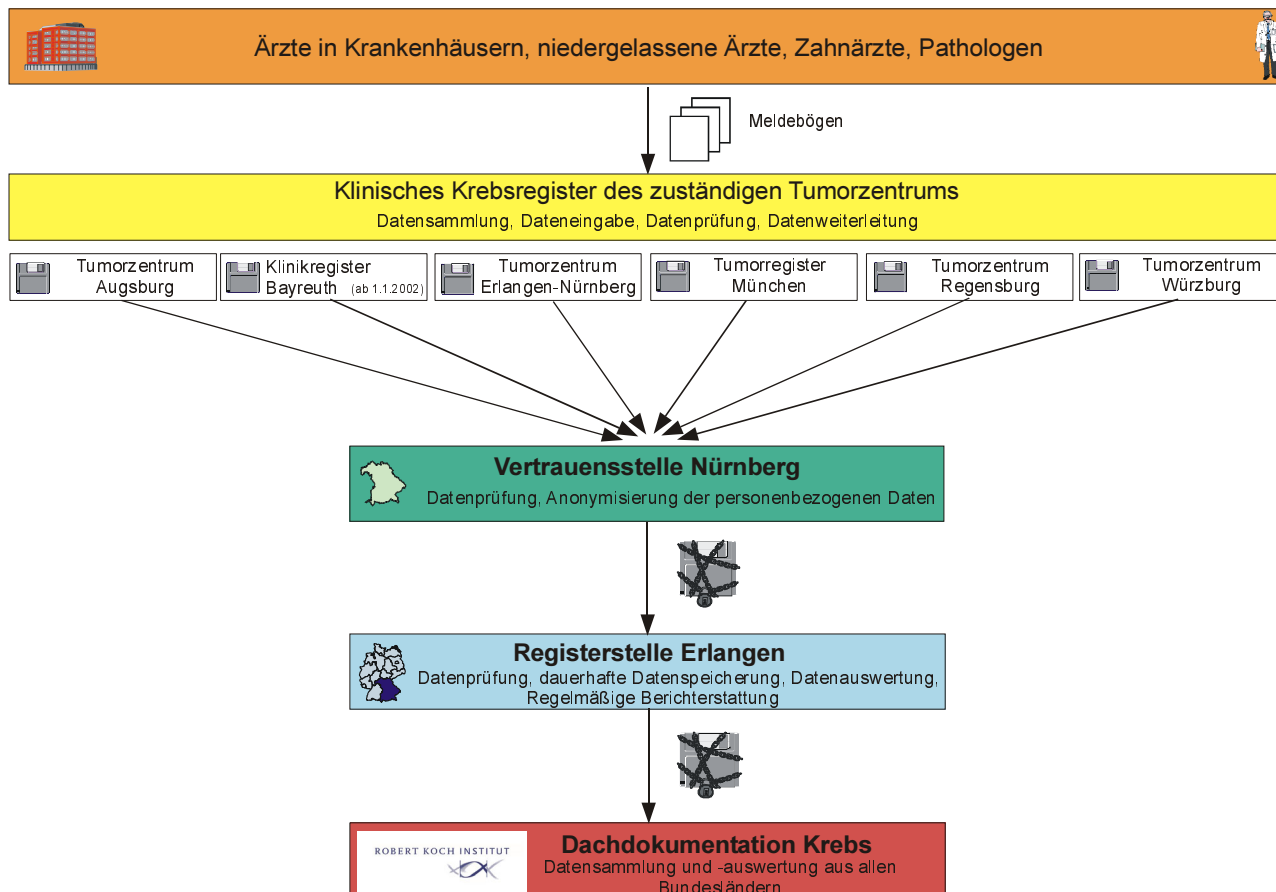 Ärzte in Krankenhäusern, niedergelassene Ärzte, Zahnärzte, Pathologen
Meldebögen
Klinisches Krebsregister des zuständigen Tumorzentrums
Datensammlung, Dateneingabe, Datenprüfung, Datenweiterleitung
Tumorzentrum
Augsburg
Klinikregister
Bayreuth (ab 1.1.2002)
Tumorzentrum
Erlangen-Nürnberg
Tumorregister
München
Tumorzentrum
Regensburg
Tumorzentrum
Würzburg
Vertrauensstelle Nürnberg
Datenprüfung, Anonymisierung der personenbezogenen Daten
Registerstelle Erlangen
Datenprüfung, dauerhafte Datenspeicherung, Datenauswertung,
Regelmäßige Berichterstattung
ROBERT KOCH INSTITUT
Dachdokumentation Krebs
Datensammlung und -auswertung aus allen
Bundesländern